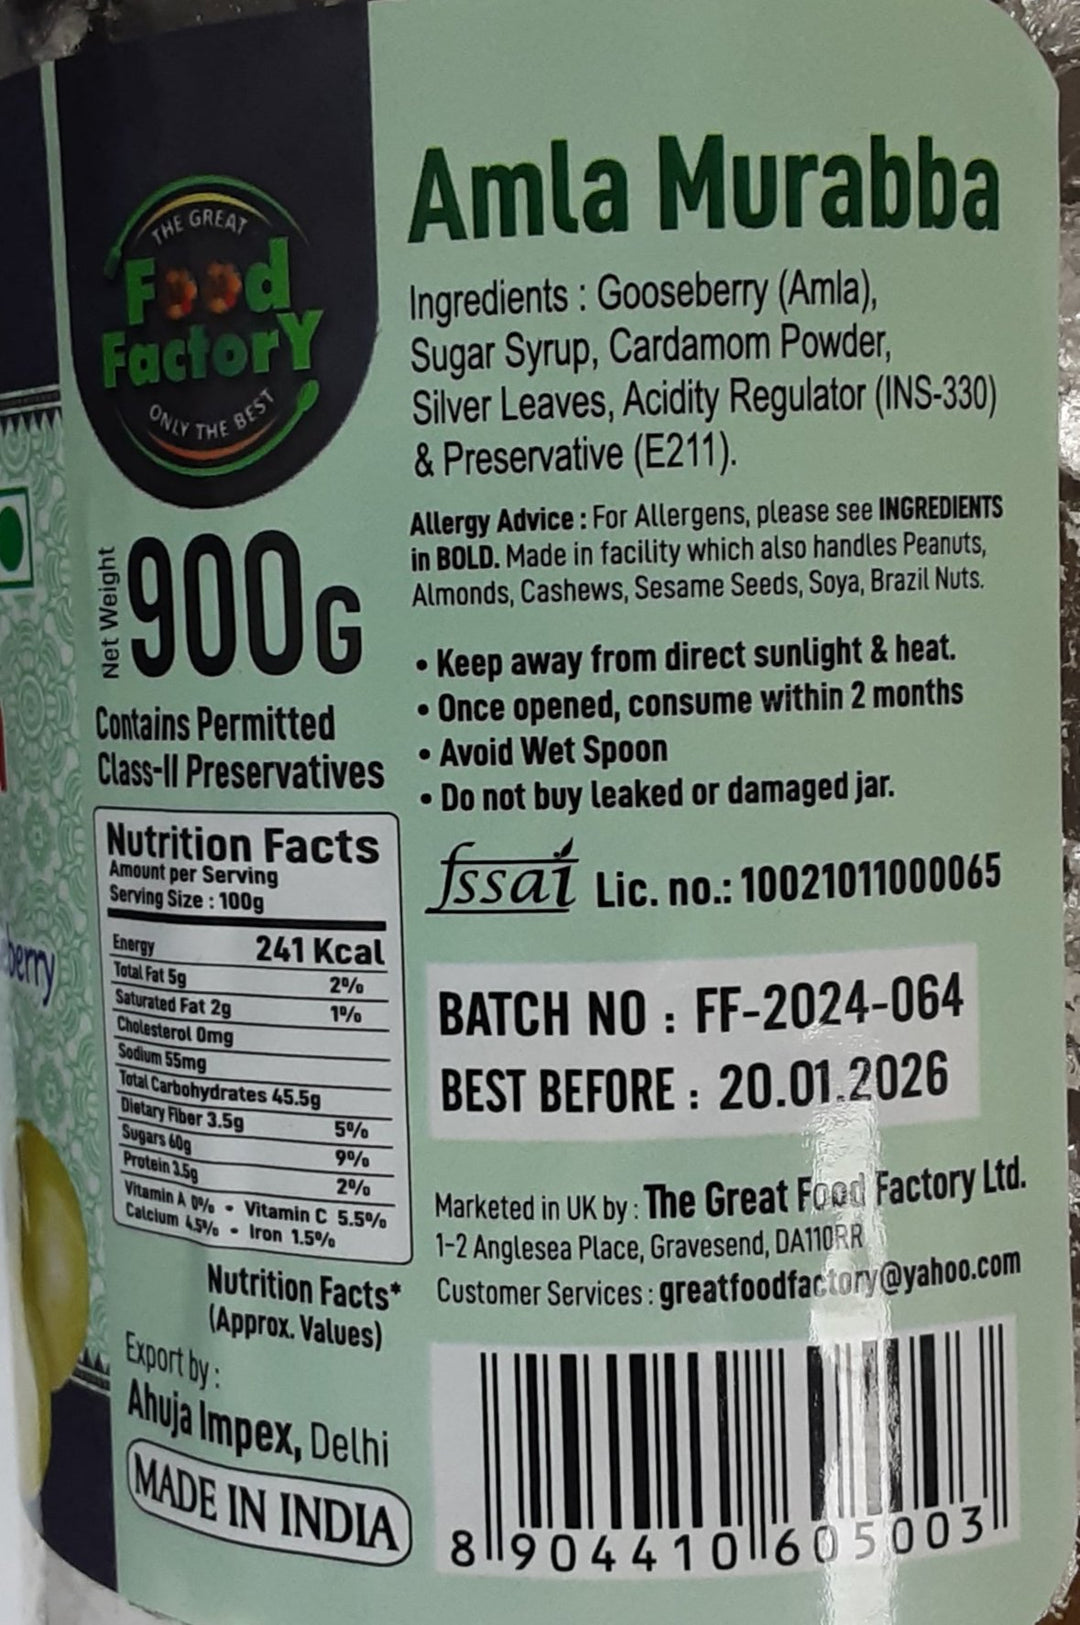 THE GREAT
Food
FactorY
ONLY THE BEST
Net Weight
900G
Contains Permitted
Class-II Preservatives
Nutrition Facts
Amount per Serving
Serving Size : 100g
Energy 241 Kcal
Total Fat 5g 2%
Saturated Fat 2g 1%
Cholesterol 0mg
Sodium 55mg
Total Carbohydrates 45.5g
Dietary Fiber 3.5g 5%
Sugars 60g 9%
Protein 3.5g 2%
Vitamin A 0% - Vitamin C 5.5%
Calcium 4.5% - Iron 1.5%
Nutrition Facts*
(Approx. Values)
Export by :
Ahuja Impex, Delhi
MADE IN INDIA
Amla Murabba
Ingredients : Gooseberry (Amla),
Sugar Syrup, Cardamom Powder,
Silver Leaves, Acidity Regulator (INS-330)
& Preservative (E211).
Allergy Advice : For Allergens, please see INGREDIENTS
in BOLD. Made in facility which also handles Peanuts,
Almonds, Cashews, Sesame Seeds, Soya, Brazil Nuts.
• Keep away from direct sunlight & heat.
• Once opened, consume within 2 months
• Avoid Wet Spoon
• Do not buy leaked or damaged jar.
fssai Lic. no.: 10021011000065
BATCH NO : FF-2024-064
BEST BEFORE : 20.01.2026
Marketed in UK by : The Great Food Factory Ltd.
1-2 Anglesea Place, Gravesend, DA110RR
Customer Services : greatfoodfactory@yahoo.com
8 904410 605003